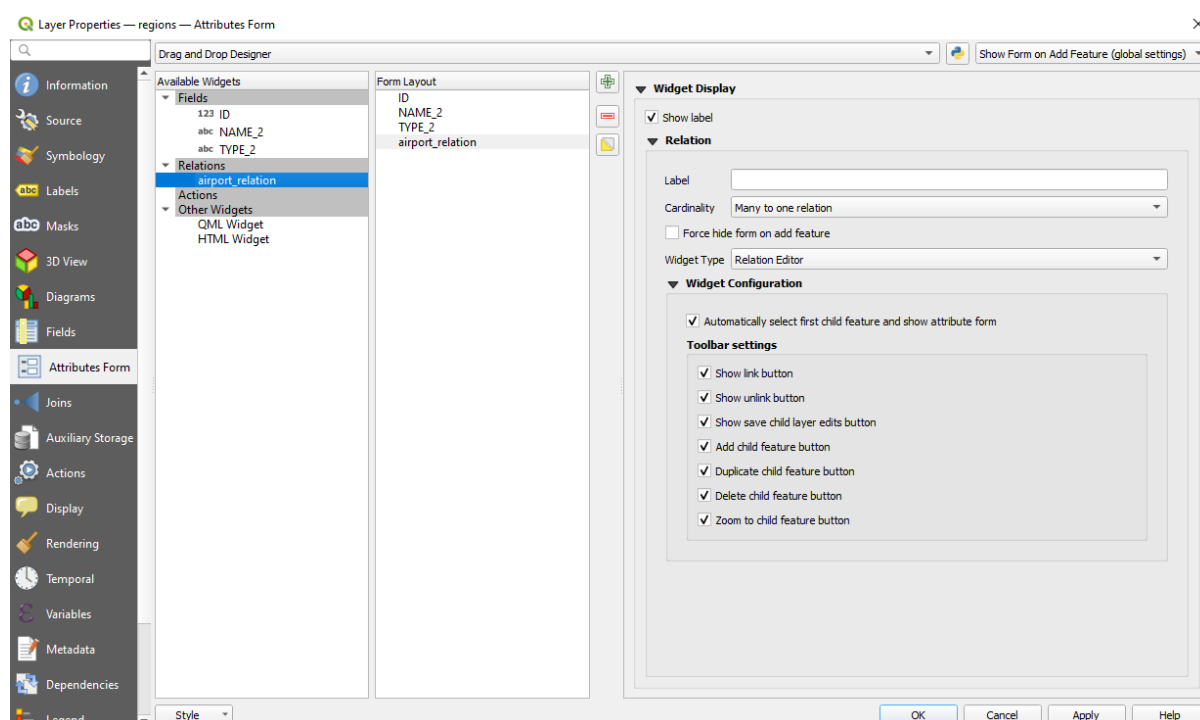 Layer Properties — regions — Attributes Form
Drag and Drop Designer
Show Form on Add Feature (global settings)
Information
Source
Symbology
abc Labels
abc Masks
3D View
Diagrams
Fields
Attributes Form
Joins
Auxiliary Storage
Actions
Display
Rendering
Temporal
Variables
Metadata
Dependencies
Legend
Available Widgets
Fields
123 ID
abc NAME_2
abc TYPE_2
Relations
airport_relation
Actions
Other Widgets
QML Widget
HTML Widget
Form Layout
ID
NAME_2
TYPE_2
airport_relation
Widget Display
Show label
Relation
Label
Cardinality Many to one relation
Force hide form on add feature
Widget Type Relation Editor
Widget Configuration
Automatically select first child feature and show attribute form
Toolbar settings
Show link button
Show unlink button
Show save child layer edits button
Add child feature button
Duplicate child feature button
Delete child feature button
Zoom to child feature button
Style
OK
Cancel
Apply
Help